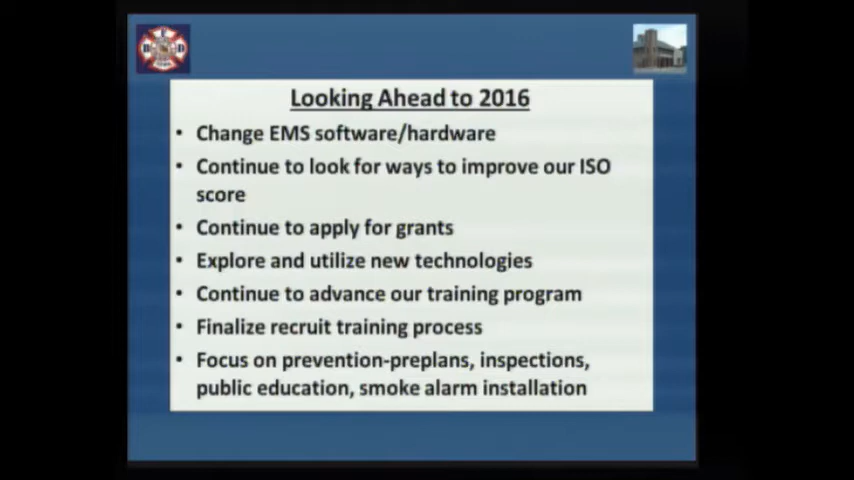 Looking Ahead to 2016
• Change EMS software/hardware
• Continue to look for ways to improve our ISO
score
• Continue to apply for grants
• Explore and utilize new technologies
• Continue to advance our training program
• Finalize recruit training process
• Focus on prevention-preplans, inspections,
public education, smoke alarm installation